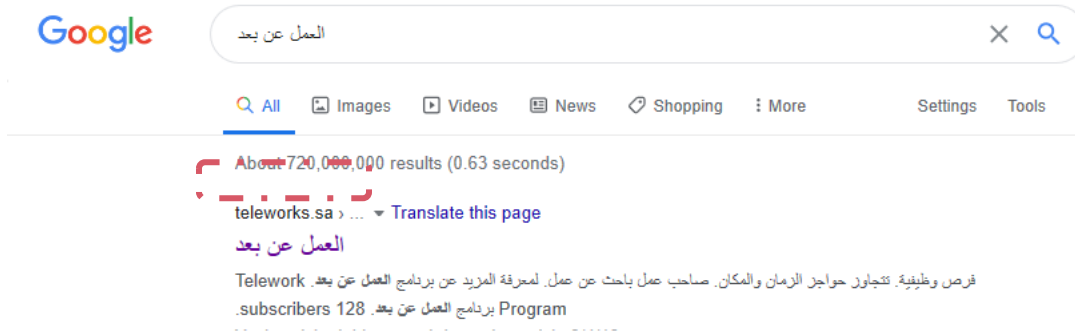 Google
العمل عن بعد
All Images Videos News Shopping More Settings Tools
About 720,000,000 results (0.63 seconds)
teleworks.sa › ... Translate this page
العمل عن بعد
فرص وظيفية. تتجاوز حواجز الزمان والمكان. صاحب عمل باحث عن عمل. لمعرفة المزيد عن برنامج العمل عن بعد. Telework
Program برنامج العمل عن بعد. 128 subscribers.